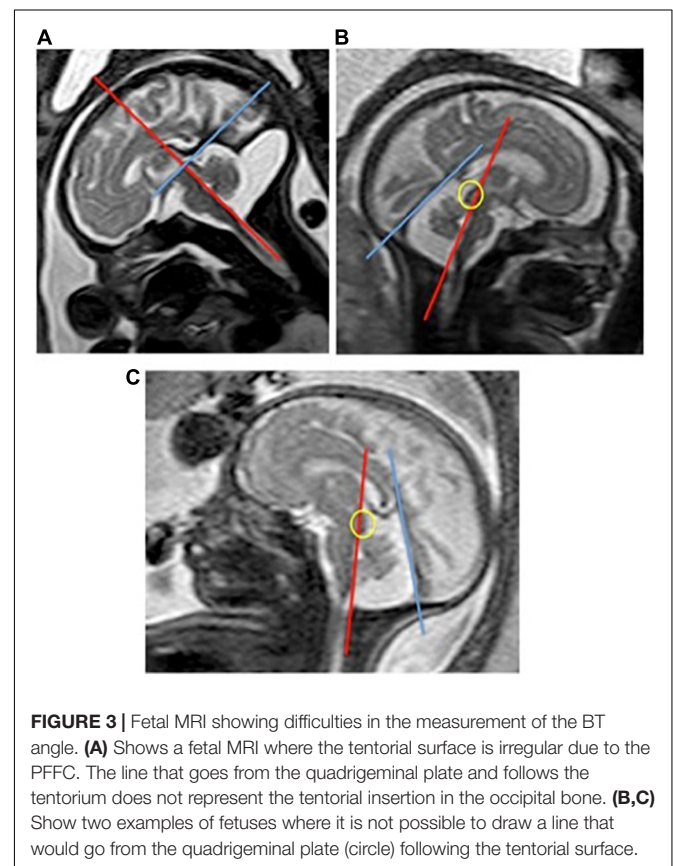 A
B
C
FIGURE 3 | Fetal MRI showing difficulties in the measurement of the BT
angle. (A) Shows a fetal MRI where the tentorial surface is irregular due to the
PFFC. The line that goes from the quadrigeminal plate and follows the
tentorium does not represent the tentorial insertion in the occipital bone. (B,C)
Show two examples of fetuses where it is not possible to draw a line that
would go from the quadrigeminal plate (circle) following the tentorial surface.